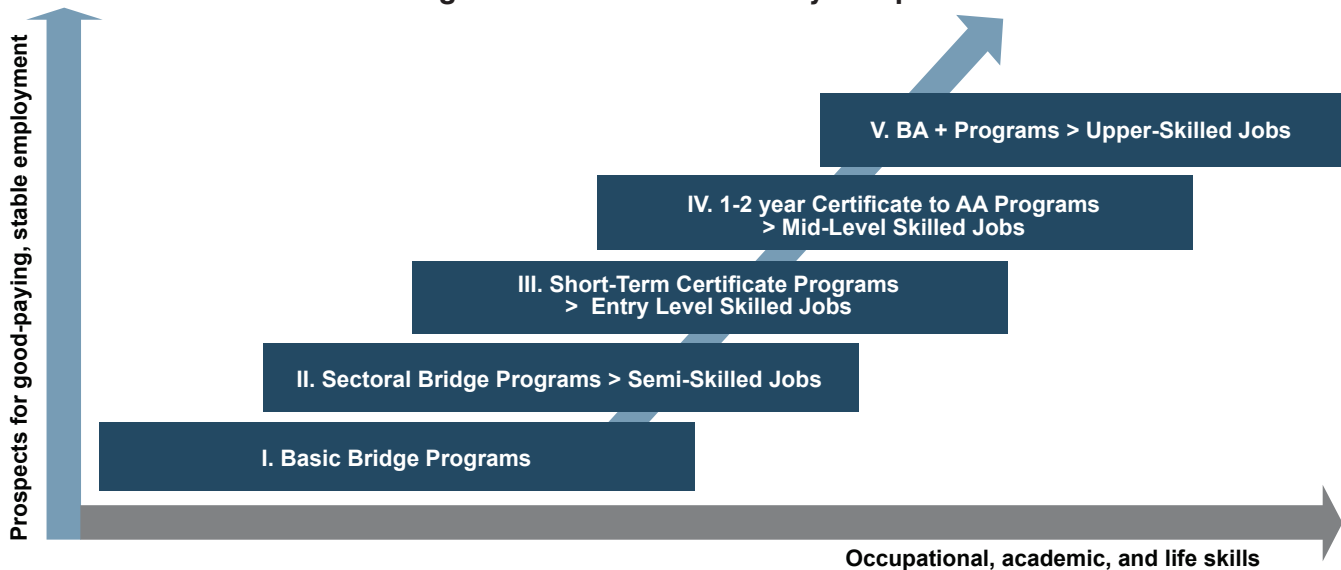 Prospects for good-paying, stable employment
V. BA + Programs > Upper-Skilled Jobs
IV. 1-2 year Certificate to AA Programs
> Mid-Level Skilled Jobs
III. Short-Term Certificate Programs
> Entry Level Skilled Jobs
II. Sectoral Bridge Programs > Semi-Skilled Jobs
I. Basic Bridge Programs
Occupational, academic, and life skills